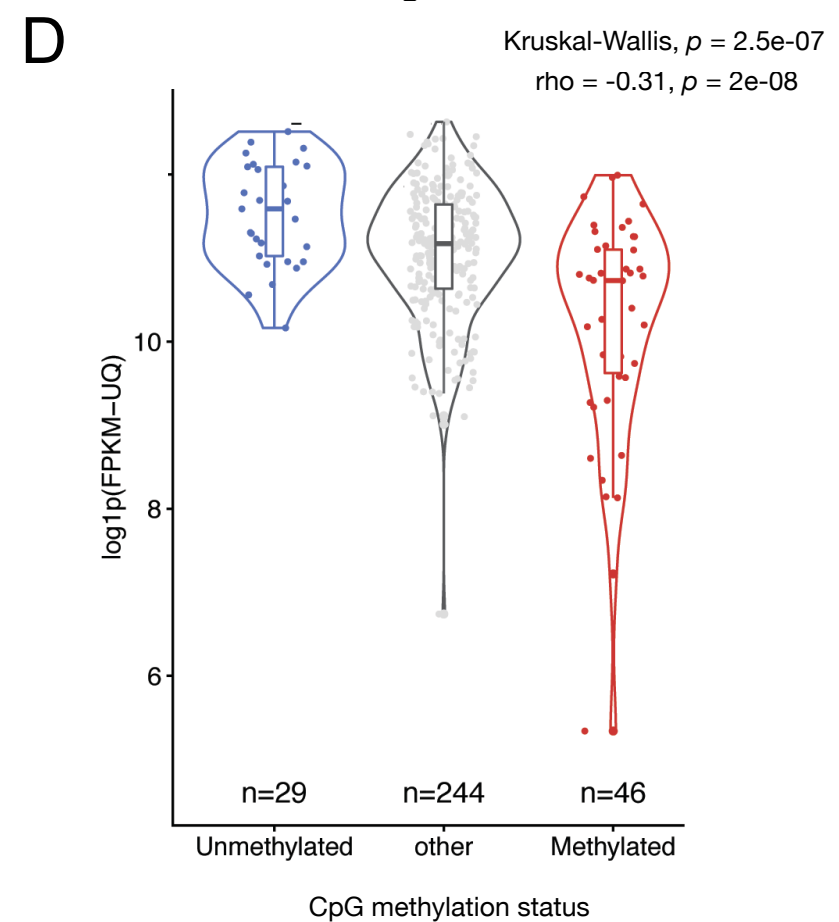 D
Kruskal-Wallis, p = 2.5e-07
rho = -0.31, p = 2e-08
log1p(FPKM−UQ)
10
8
6
n=29 n=244 n=46
Unmethylated other Methylated
CpG methylation status